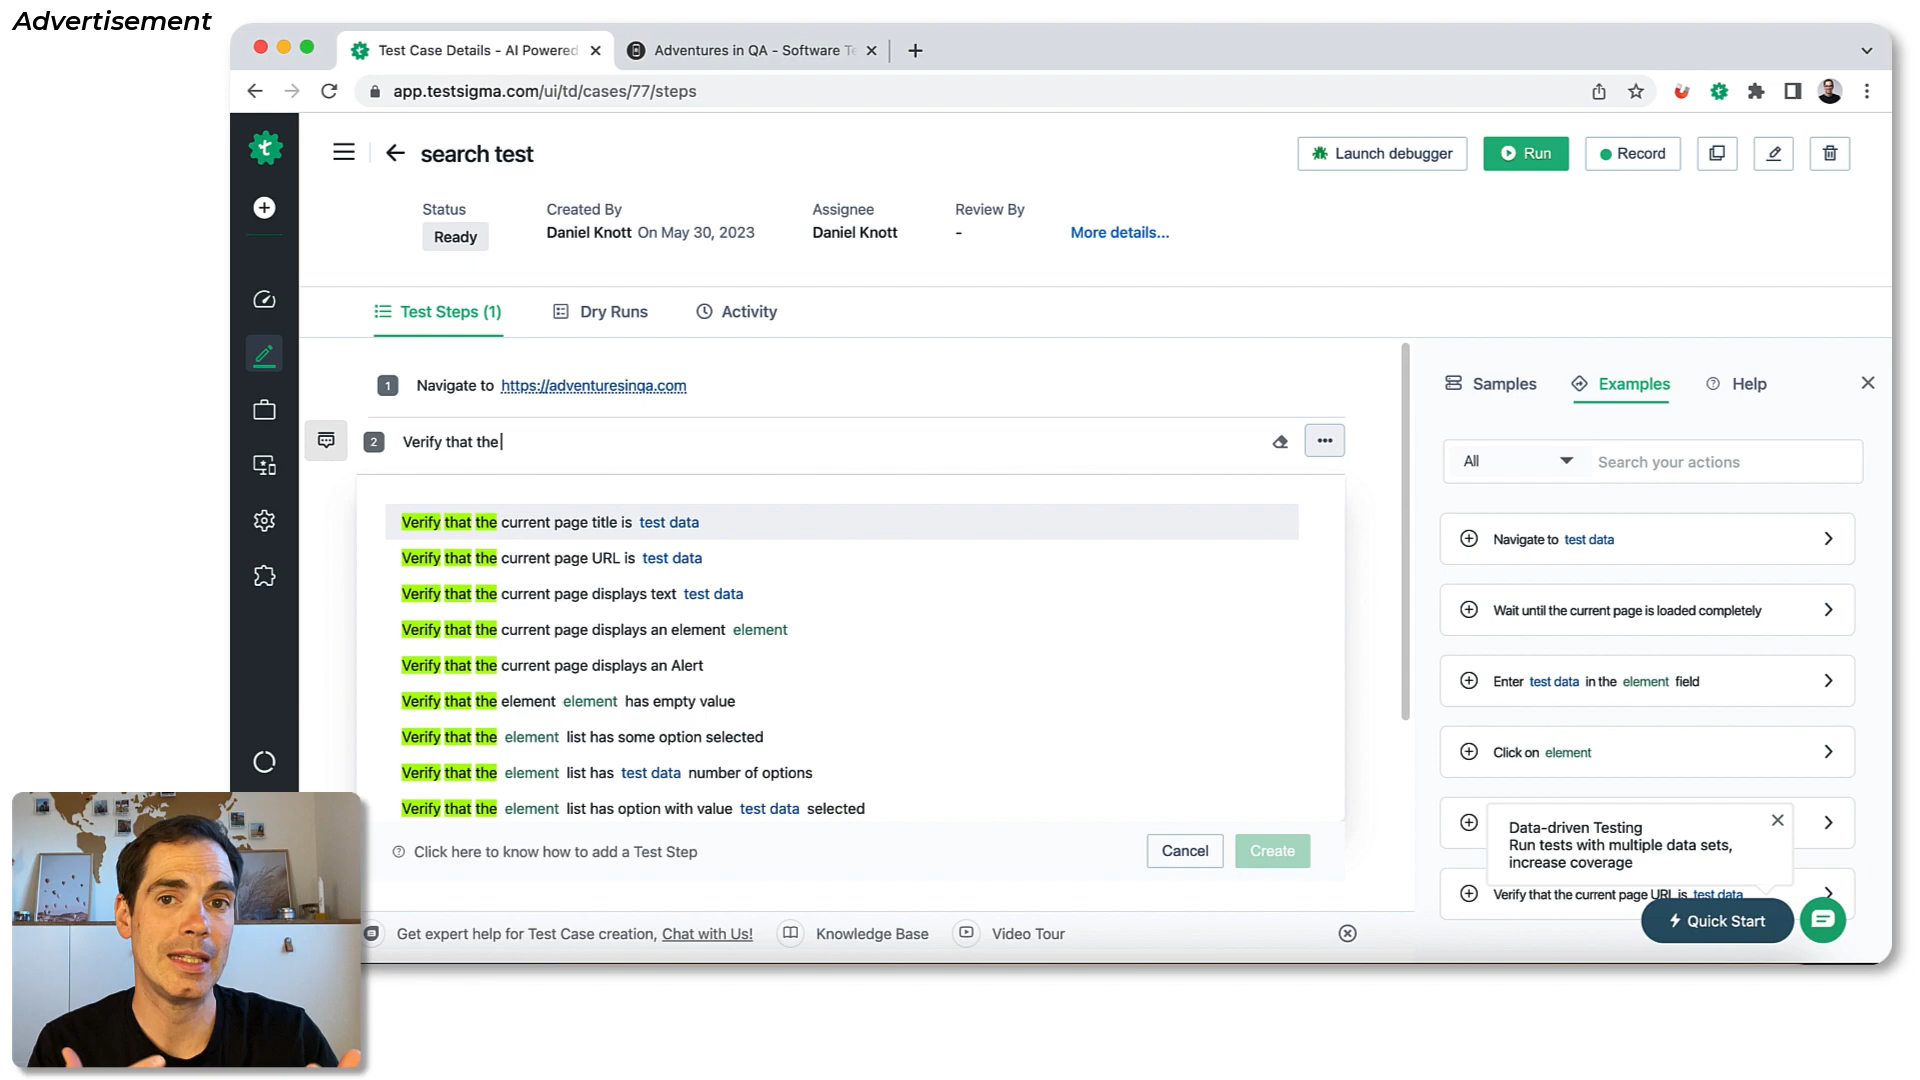 Advertisement
Test Case Details - AI Powered
Adventures in QA - Software Te
app.testsigma.com/ui/td/cases/77/steps
search test
Launch debugger
Run
Record
Status
Created By
Assignee
Review By
Ready
Daniel Knott On May 30, 2023
Daniel Knott
-
More details...
Test Steps (1)
Dry Runs
Activity
Samples
Examples
Help
1 Navigate to https://adventuresinqa.com
2 Verify that the
All
Search your actions
Verify that the current page title is test data
Verify that the current page URL is test data
Verify that the current page displays text test data
Verify that the current page displays an element element
Verify that the current page displays an Alert
Verify that the element element has empty value
Verify that the element list has some option selected
Verify that the element list has test data number of options
Verify that the element list has option with value test data selected
Click here to know how to add a Test Step
Cancel
Create
Navigate to test data
Wait until the current page is loaded completely
Enter test data in the element field
Click on element
Data-driven Testing
Run tests with multiple data sets,
increase coverage
Verify that the current page URL is test data
Quick Start
Get expert help for Test Case creation, Chat with Us!
Knowledge Base
Video Tour